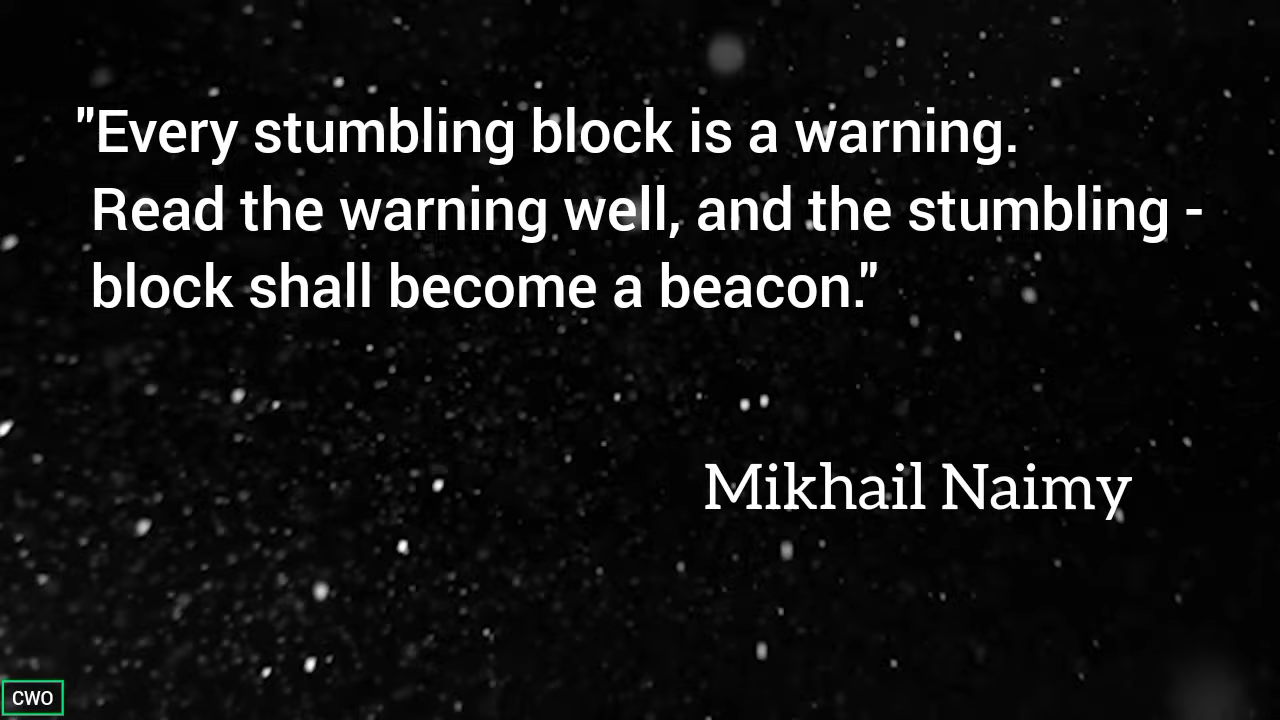 "Every stumbling block is a warning.
Read the warning well, and the stumbling -
block shall become a beacon."
Mikhail Naimy
CWO